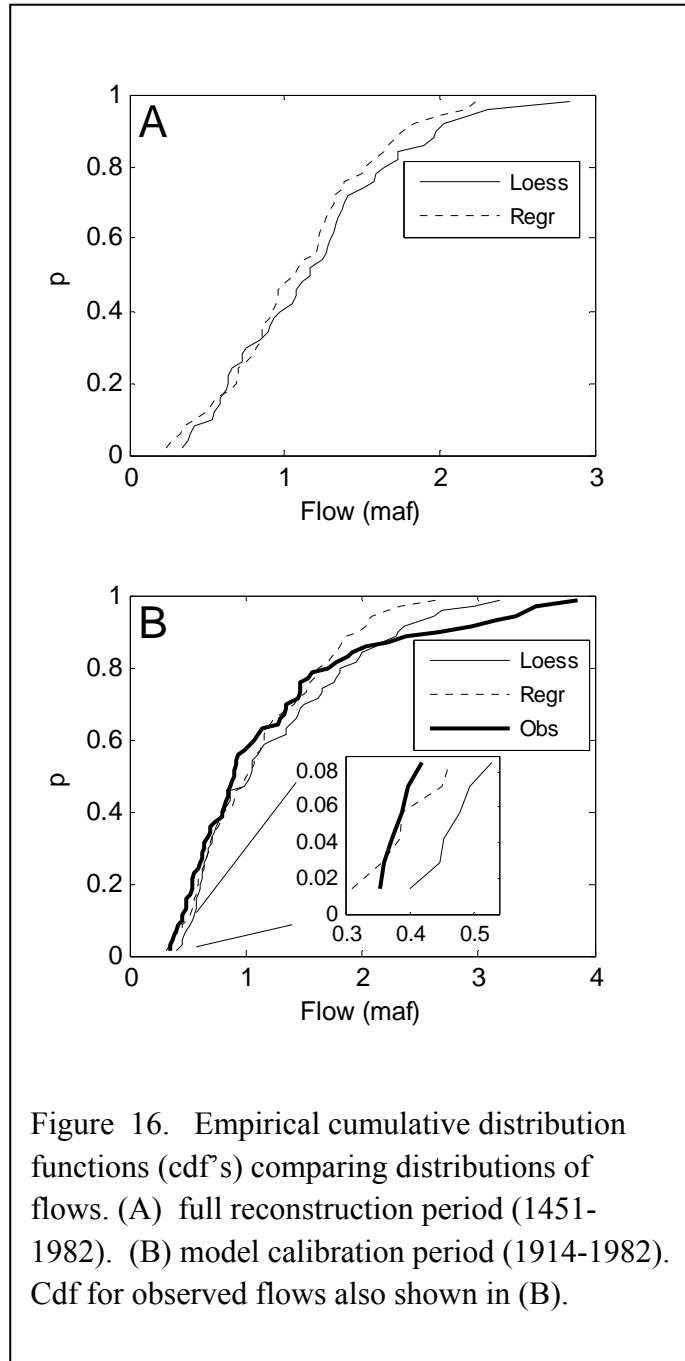 A
1
0.8
0.6
0.4
0.2
0
p
0 1 2 3
Flow (maf)
Loess
Regr
B
1
0.8
0.6
0.4
0.2
0
p
0 1 2 3 4
Flow (maf)
Loess
Regr
Obs
0.08
0.06
0.04
0.02
0
0.3 0.4 0.5
Figure 16. Empirical cumulative distribution
functions (cdf’s) comparing distributions of
flows. (A) full reconstruction period (1451-
1982). (B) model calibration period (1914-1982).
Cdf for observed flows also shown in (B).